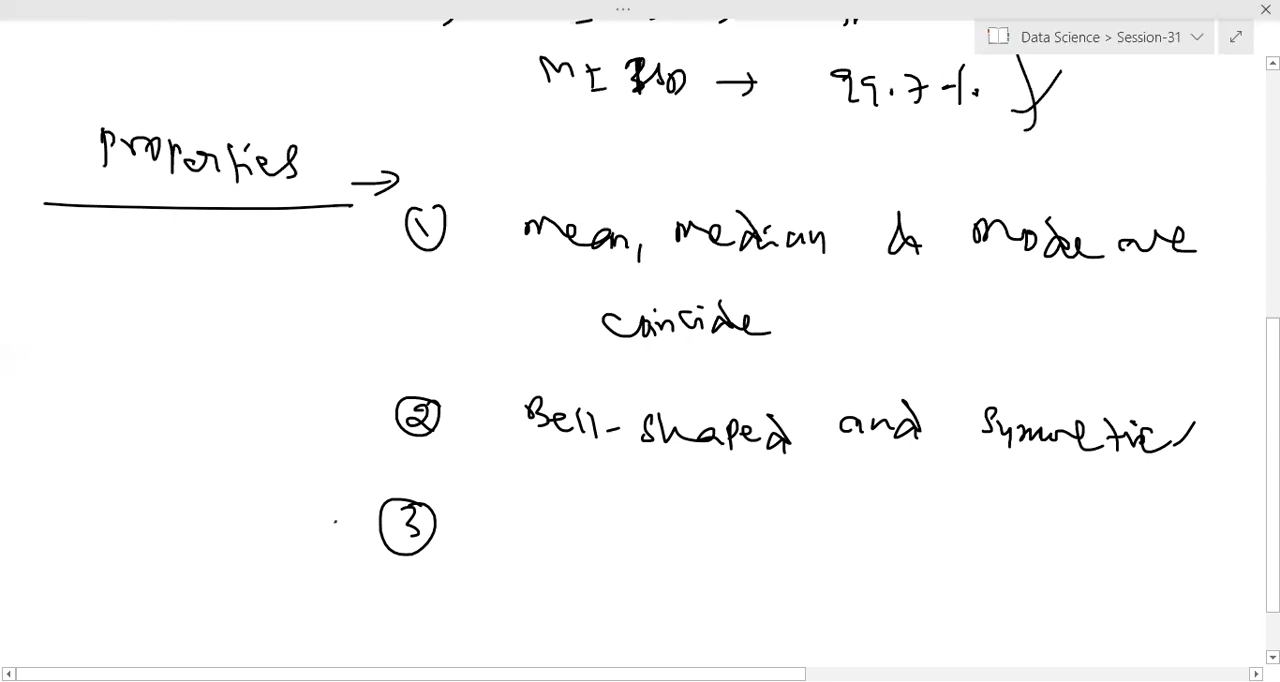 Data Science > Session-31
M ± 3SD → 99.7%
Properties →
① Mean, Median & Mode are
Coincide
② Bell-shaped and Symmetric
③